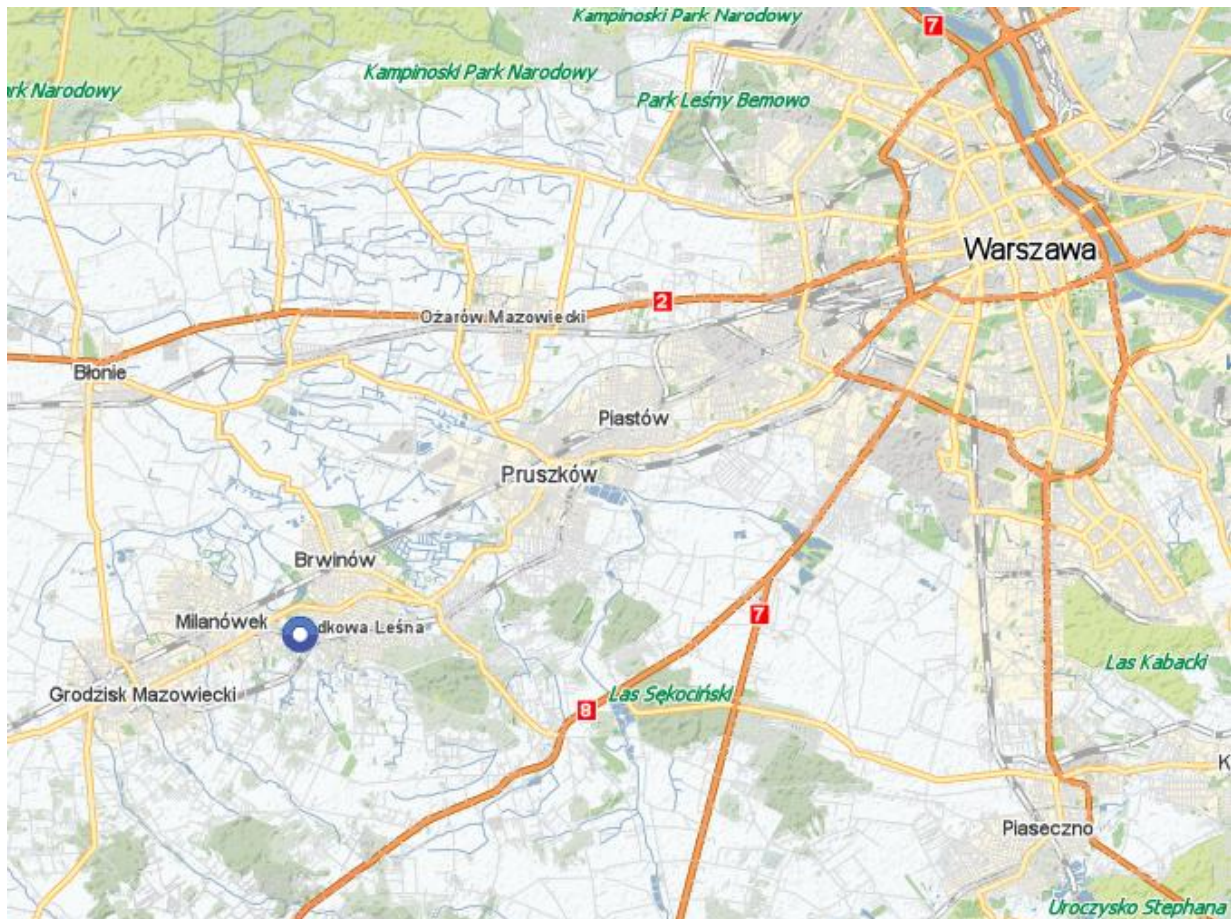 Kampinoski Park Narodowy
7
Kampinoski Park Narodowy
rk Narodowy
Park Leśny Bemowo
Warszawa
2
Ożarów Mazowiecki
Błonie
Piastów
Pruszków
Brwinów
Milanówek
dkowa Leśna
7
Las Kabacki
Grodzisk Mazowiecki
Las Sękociński
8
K
Piaseczno
Uroczysko Stephana